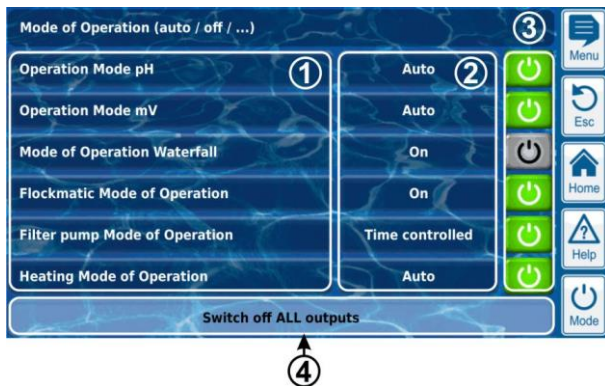 Mode of Operation (auto / off / ...)
3
Menu
Operation Mode pH
1
Auto
2
Operation Mode mV
Auto
Esc
Mode of Operation Waterfall
On
Home
Flockmatic Mode of Operation
On
Filter pump Mode of Operation
Time controlled
Help
Heating Mode of Operation
Auto
Switch off ALL outputs
Mode
4